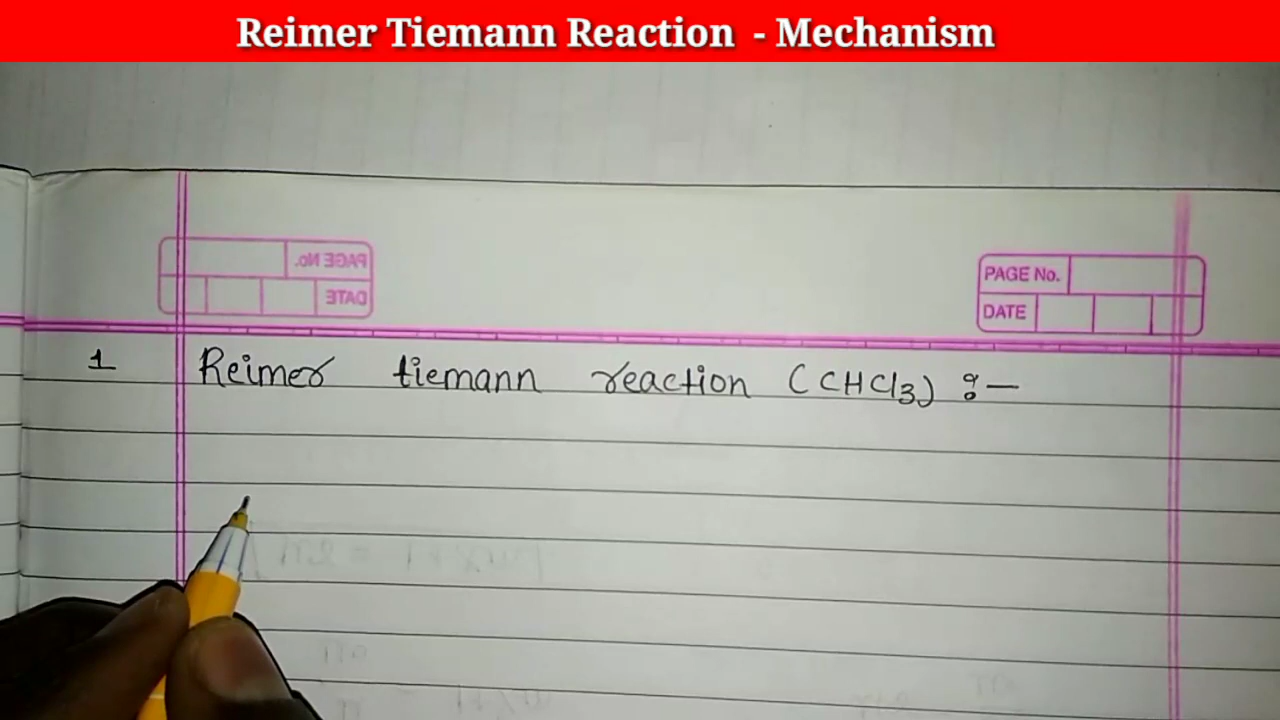 Reimer Tiemann Reaction - Mechanism
PAGE No.
DATE
PAGE No.
DATE
1 Reimer tiemann reaction (CHCl3) :-